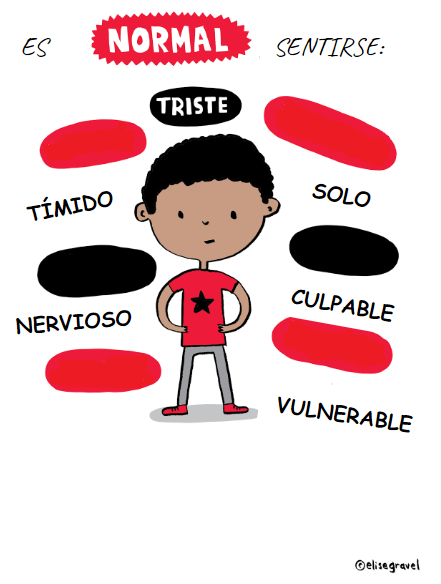 ES NORMAL SENTIRSE:
TRISTE
TÍMIDO
SOLO
NERVIOSO
CULPABLE
VULNERABLE
©elisegravel